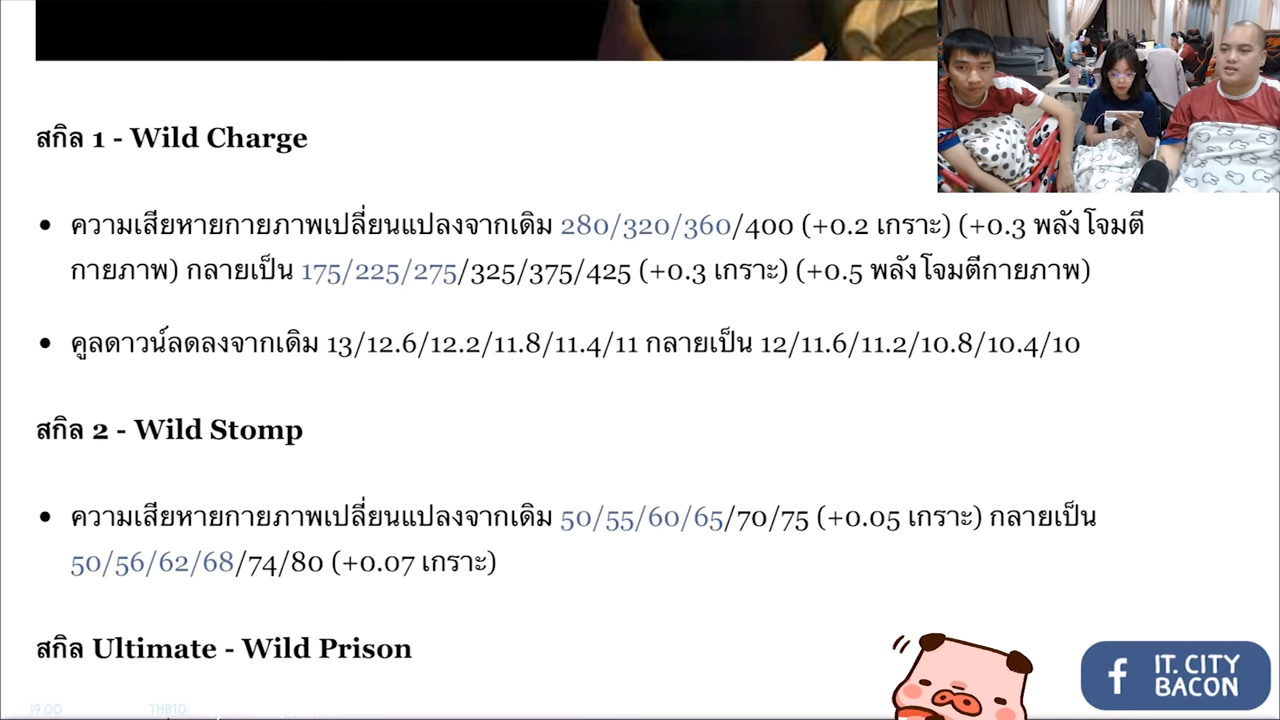 สกิล 1 - Wild Charge
• ความเสียหายกายภาพเปลี่ยนแปลงจากเดิม 280/320/360/400 (+0.2 เกราะ) (+0.3 พลังโจมตี
กายภาพ) กลายเป็น 175/225/275/325/375/425 (+0.3 เกราะ) (+0.5 พลังโจมตีกายภาพ)
• คูลดาวน์ลดลงจากเดิม 13/12.6/12.2/11.8/11.4/11 กลายเป็น 12/11.6/11.2/10.8/10.4/10
สกิล 2 - Wild Stomp
• ความเสียหายกายภาพเปลี่ยนแปลงจากเดิม 50/55/60/65/70/75 (+0.05 เกราะ) กลายเป็น
50/56/62/68/74/80 (+0.07 เกราะ)
สกิล Ultimate - Wild Prison
f IT. CITY
BACON
19.00 THB10